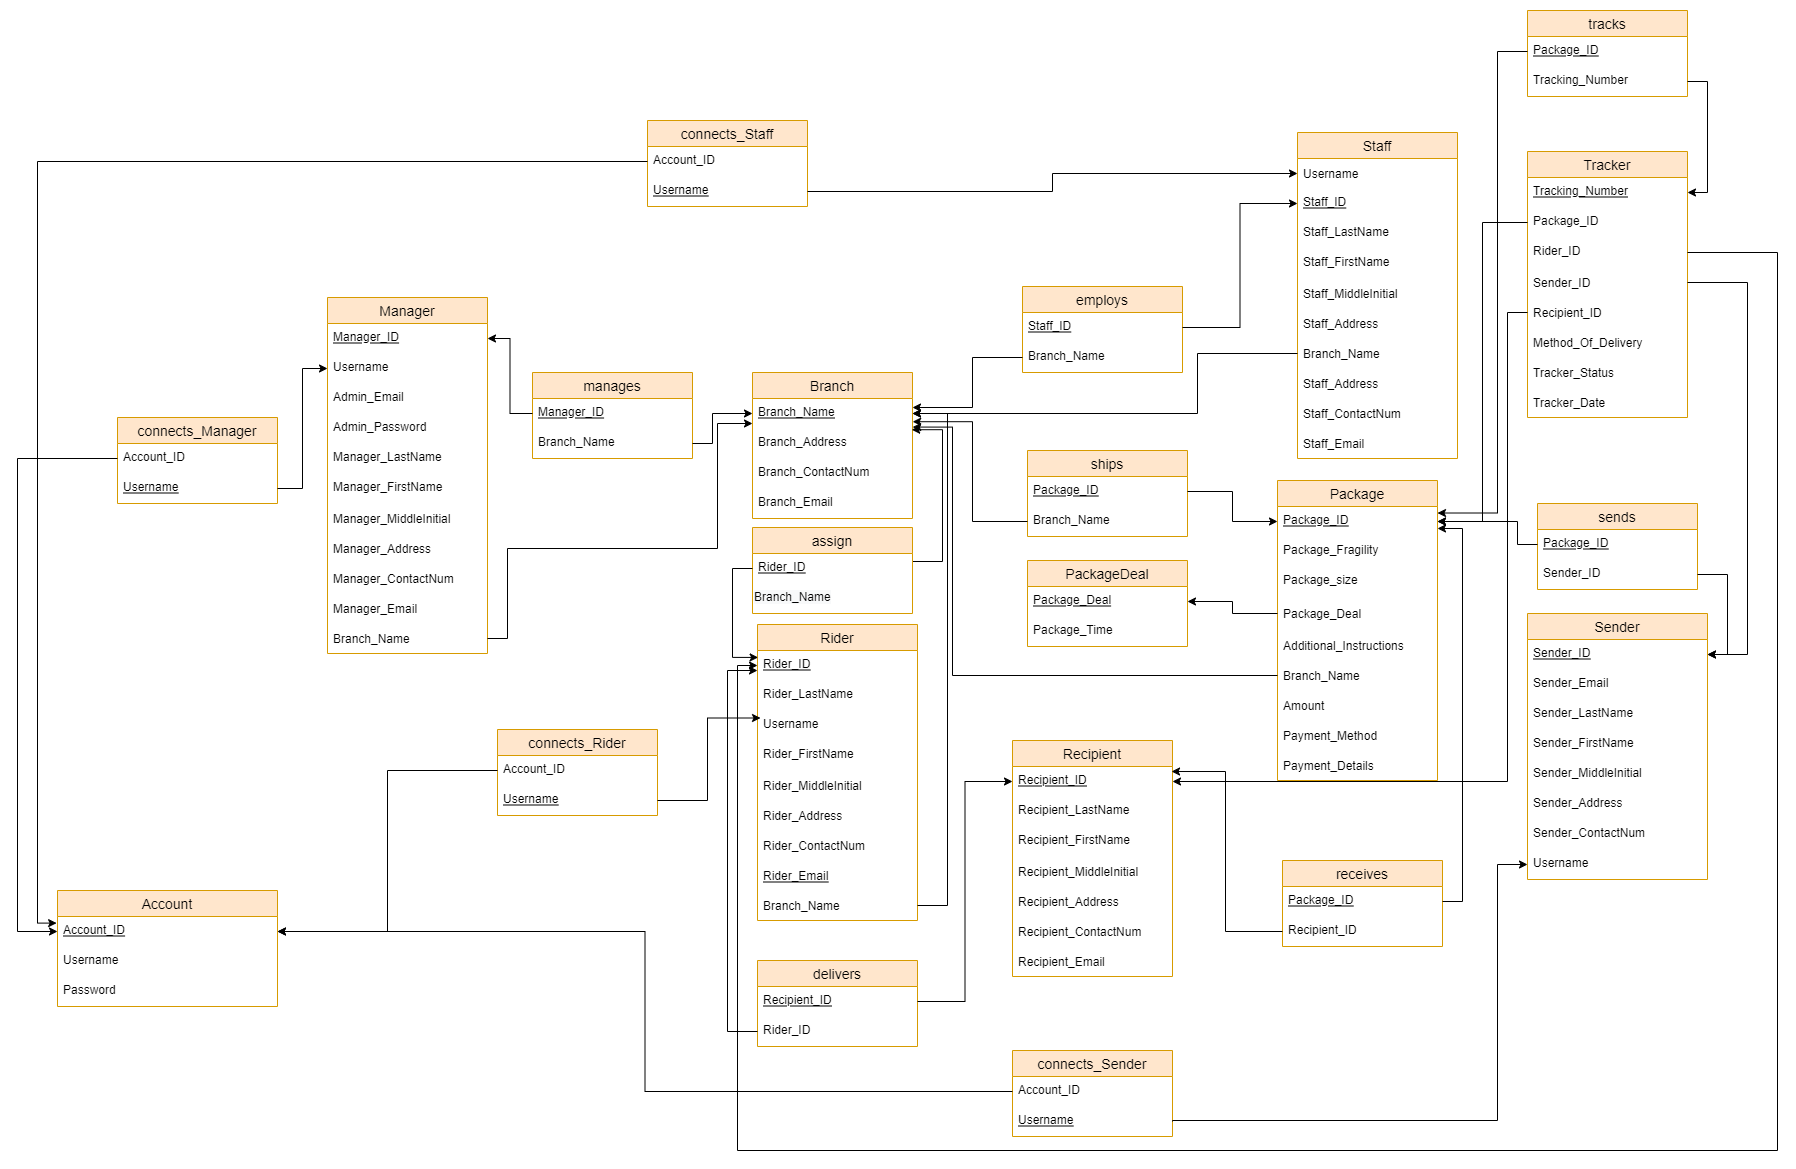 tracks
Package_ID
Tracking_Number
connects_Staff
Account_ID
Username
Staff
Username
Staff_ID
Staff_LastName
Staff_FirstName
Staff_MiddleInitial
Staff_Address
Branch_Name
Staff_Address
Staff_ContactNum
Staff_Email
Tracker
Tracking_Number
Package_ID
Rider_ID
Sender_ID
Recipient_ID
Method_Of_Delivery
Tracker_Status
Tracker_Date
employs
Staff_ID
Branch_Name
Manager
Manager_ID
Username
Admin_Email
Admin_Password
Manager_LastName
Manager_FirstName
Manager_MiddleInitial
Manager_Address
Manager_ContactNum
Manager_Email
Branch_Name
manages
Manager_ID
Branch_Name
Branch
Branch_Name
Branch_Address
Branch_ContactNum
Branch_Email
connects_Manager
Account_ID
Username
ships
Package_ID
Branch_Name
Package
Package_ID
Package_Fragility
Package_size
Package_Deal
Additional_Instructions
Branch_Name
Amount
Payment_Method
Payment_Details
sends
Package_ID
Sender_ID
assign
Rider_ID
Branch_Name
PackageDeal
Package_Deal
Package_Time
Sender
Sender_ID
Sender_Email
Sender_LastName
Sender_FirstName
Sender_MiddleInitial
Sender_Address
Sender_ContactNum
Username
Rider
Rider_ID
Rider_LastName
Username
Rider_FirstName
Rider_MiddleInitial
Rider_Address
Rider_ContactNum
Rider_Email
Branch_Name
connects_Rider
Account_ID
Username
Recipient
Recipient_ID
Recipient_LastName
Recipient_FirstName
Recipient_MiddleInitial
Recipient_Address
Recipient_ContactNum
Recipient_Email
receives
Package_ID
Recipient_ID
Account
Account_ID
Username
Password
delivers
Recipient_ID
Rider_ID
connects_Sender
Account_ID
Username